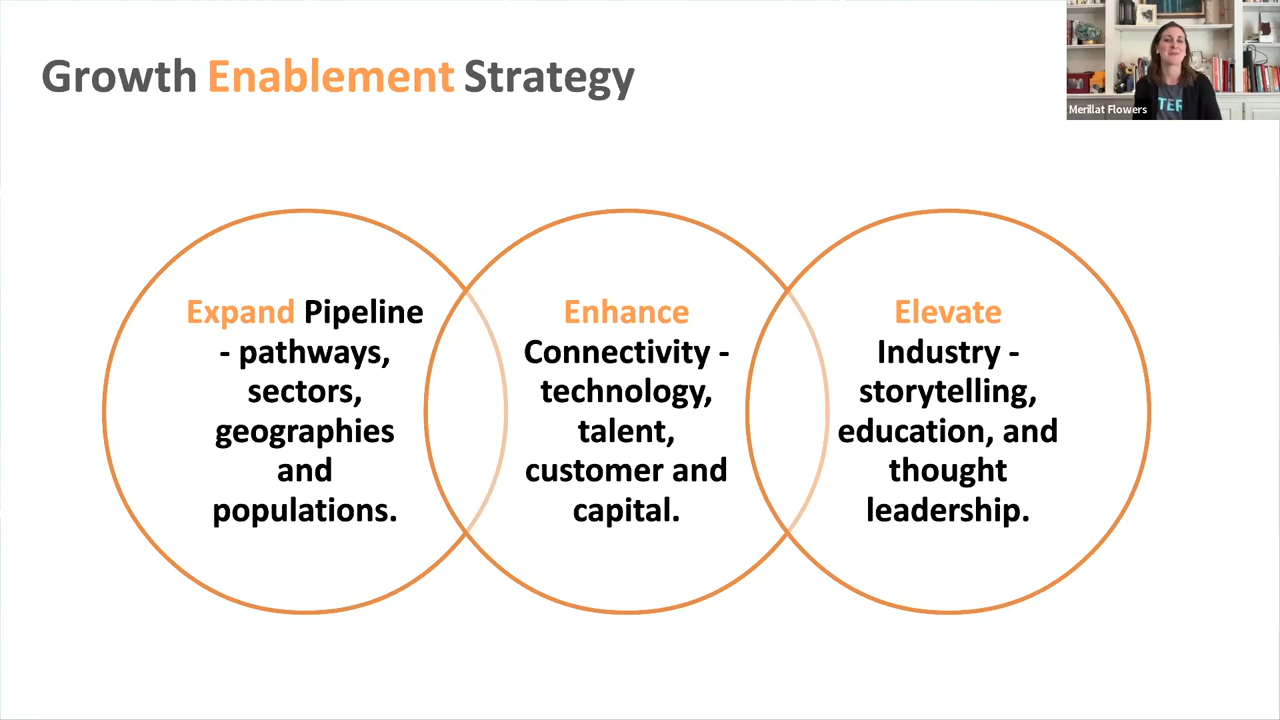 Growth Enablement Strategy
Merillat Flowers
TER
Expand Pipeline
- pathways,
sectors,
geographies
and
populations.
Enhance
Connectivity -
technology,
talent,
customer and
capital.
Elevate
Industry -
storytelling,
education, and
thought
leadership.